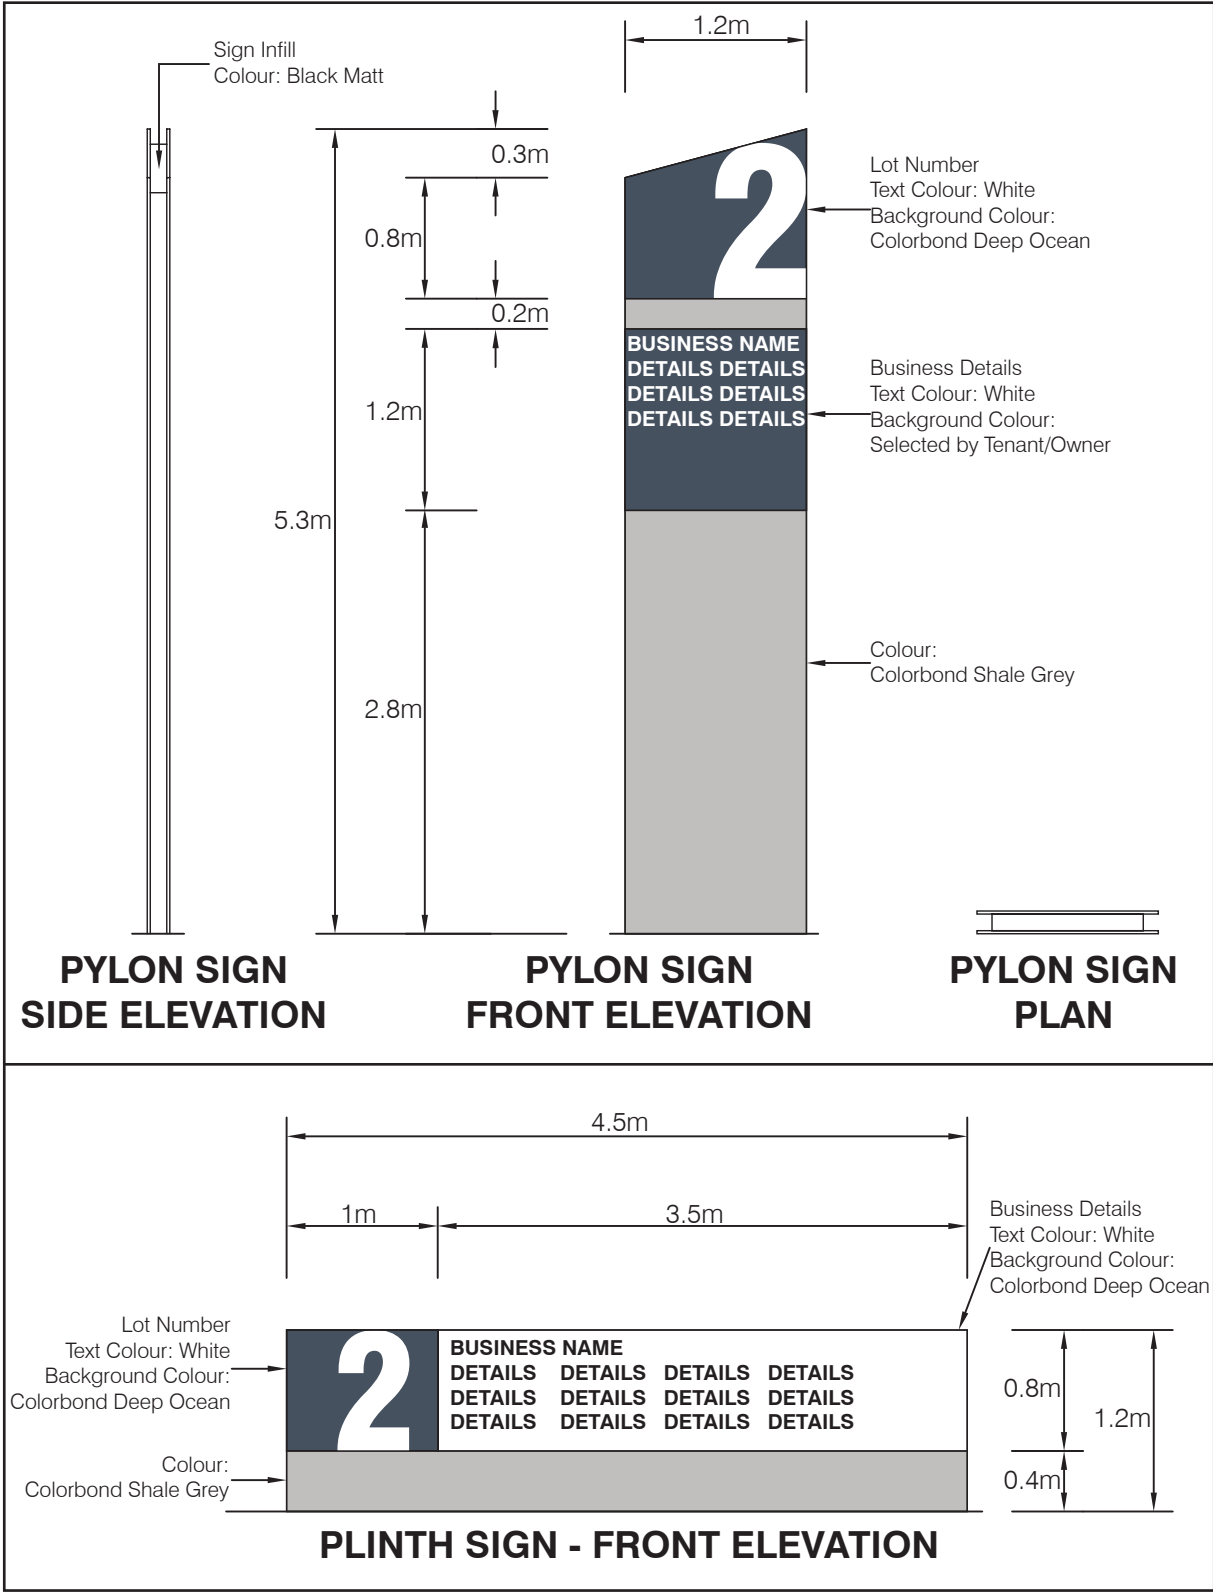 1.2m
Sign Infill
Colour: Black Matt
0.3m
0.8m
0.2m
1.2m
5.3m
2.8m
2
Lot Number
Text Colour: White
Background Colour:
Colorbond Deep Ocean
BUSINESS NAME
DETAILS DETAILS
DETAILS DETAILS
DETAILS DETAILS
Business Details
Text Colour: White
Background Colour:
Selected by Tenant/Owner
Colour:
Colorbond Shale Grey
PYLON SIGN
SIDE ELEVATION
PYLON SIGN
FRONT ELEVATION
PYLON SIGN
PLAN
4.5m
1m
3.5m
Business Details
Text Colour: White
Background Colour:
Colorbond Deep Ocean
Lot Number
Text Colour: White
Background Colour:
Colorbond Deep Ocean
2
BUSINESS NAME
DETAILS DETAILS DETAILS DETAILS
DETAILS DETAILS DETAILS DETAILS
DETAILS DETAILS DETAILS DETAILS
0.8m
1.2m
0.4m
Colour:
Colorbond Shale Grey
PLINTH SIGN - FRONT ELEVATION